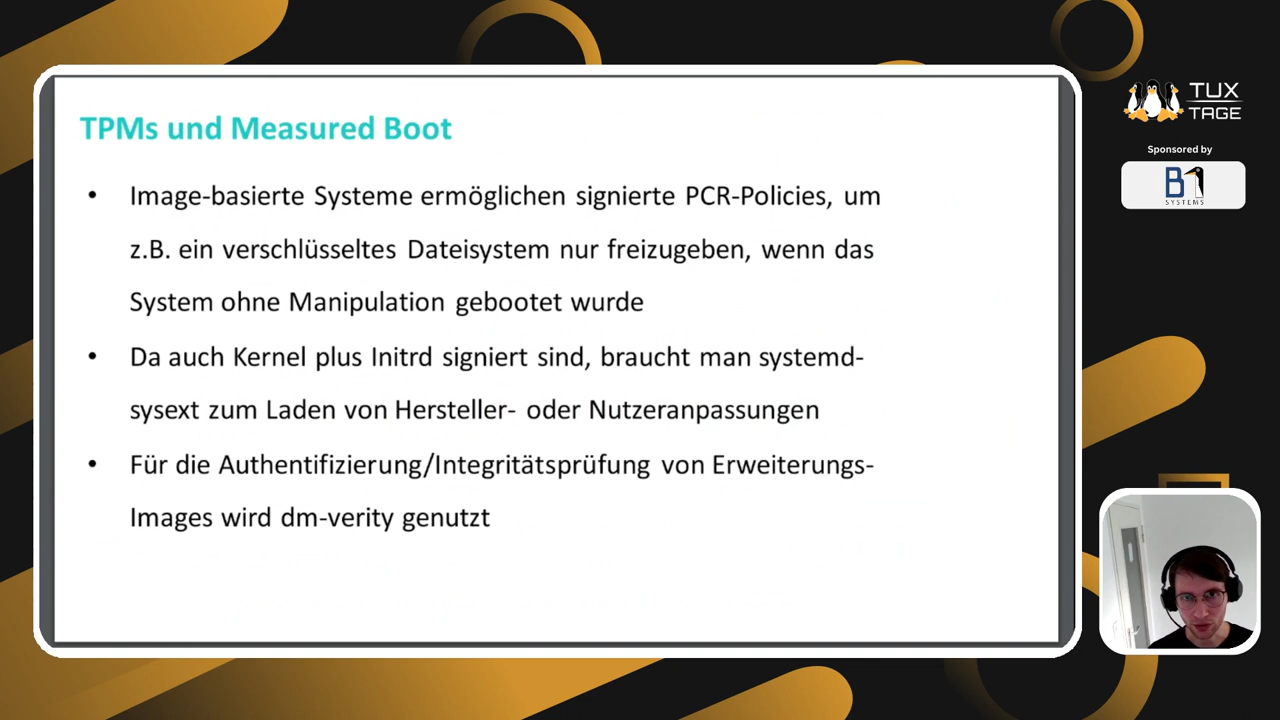 TPMs und Measured Boot
• Image-basierte Systeme ermöglichen signierte PCR-Policies, um
z.B. ein verschlüsseltes Dateisystem nur freizugeben, wenn das
System ohne Manipulation gebootet wurde
• Da auch Kernel plus Initrd signiert sind, braucht man systemd-
sysext zum Laden von Hersteller- oder Nutzeranpassungen
• Für die Authentifizierung/Integritätsprüfung von Erweiterungs-
Images wird dm-verity genutzt
TUX
TAGE
Sponsored by
B1
SYSTEMS